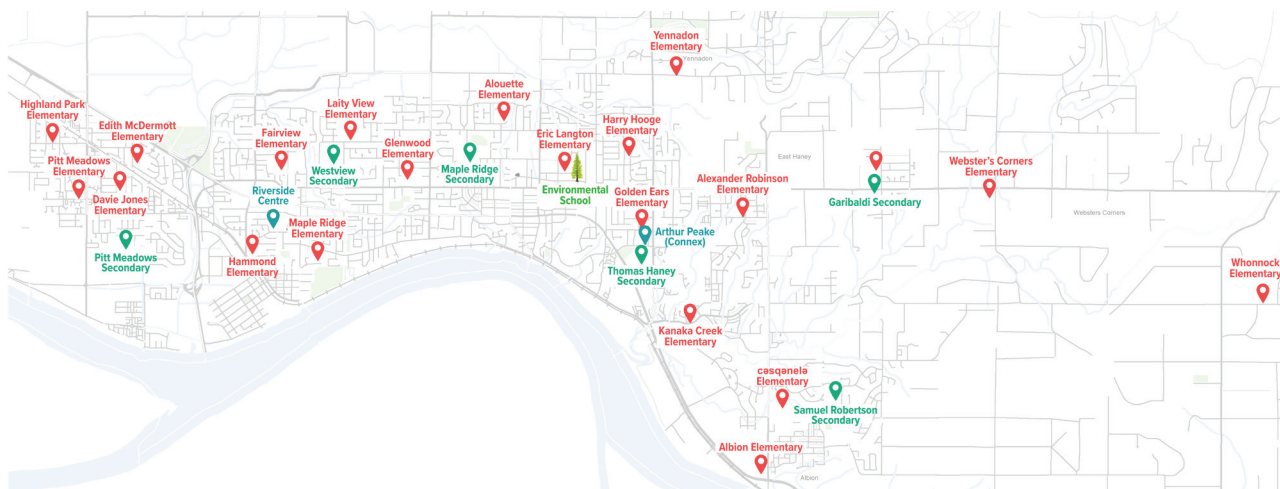 Yennadon
Elementary
Yennadon
Alouette
Elementary
Highland Park
Elementary
Laity View
Elementary
Edith McDermott
Elementary
Fairview
Elementary
Glenwood
Elementary
Eric Langton
Elementary
Harry Hooge
Elementary
East Haney
Pitt Meadows
Elementary
Westview
Secondary
Maple Ridge
Secondary
Webster's Corners
Elementary
Davie Jones
Elementary
Riverside
Centre
Environmental
School
Golden Ears
Elementary
Alexander Robinson
Elementary
Garibaldi Secondary
Websters Corners
Maple Ridge
Elementary
Arthur Peake
(Connex)
Pitt Meadows
Secondary
Hammond
Elementary
Thomas Haney
Secondary
Whonnock
Elementary
Kanaka Creek
Elementary
c̓əsqənelə
Elementary
Samuel Robertson
Secondary
Albion Elementary
Albion